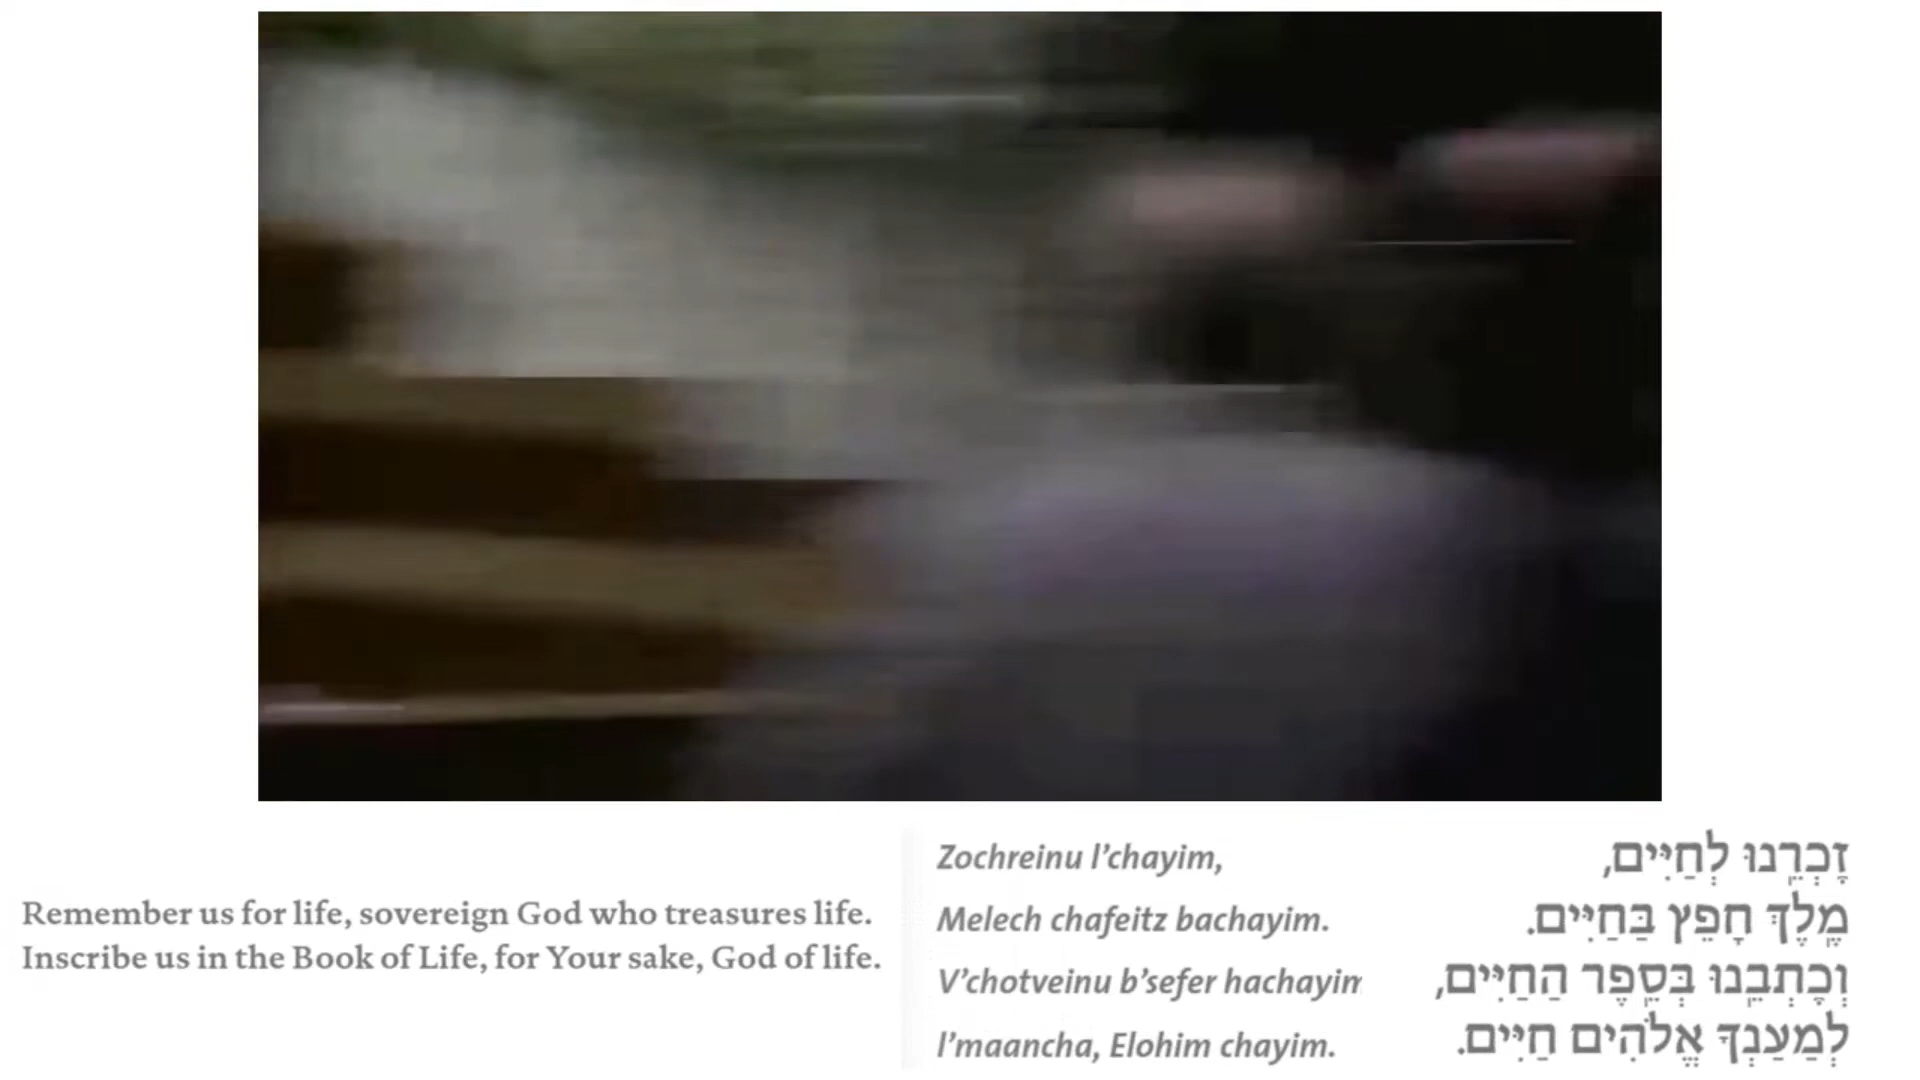 Remember us for life, sovereign God who treasures life.
Inscribe us in the Book of Life, for Your sake, God of life.
Zochreinu l’chayim,
Melech chafeitz bachayim.
V’chotveinu b’sefer hachayim
l’maancha, Elohim chayim.
זׇכְרֵֽנוּ לְחַיִּים,
מֶֽלֶךְ חָפֵץ בַּחַיִּים.
וְכׇתְבֵֽנוּ בְּסֵֽפֶר הַחַיִּים,
לְמַעַנְךָ אֱלֹהִים חַיִּים.